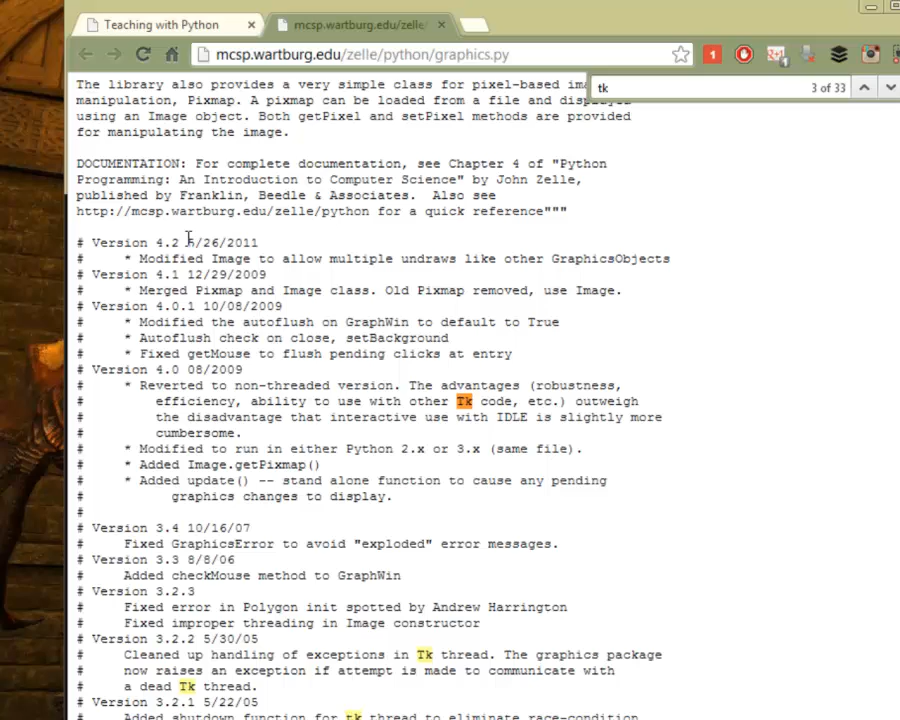 Teaching with Python ×
mcsp.wartburg.edu/zelle/ ×
mcsp.wartburg.edu/zelle/python/graphics.py
1
tk 3 of 33
The library also provides a very simple class for pixel-based
manipulation, Pixmap. A pixmap can be loaded from a file and displayed
using an Image object. Both getPixel and setPixel methods are provided
for manipulating the image.
DOCUMENTATION: For complete documentation, see Chapter 4 of "Python
Programming: An Introduction to Computer Science" by John Zelle,
published by Franklin, Beedle & Associates.  Also see
http://mcsp.wartburg.edu/zelle/python for a quick reference"""
# Version 4.2 5/26/2011
#     * Modified Image to allow multiple undraws like other GraphicsObjects
# Version 4.1 12/29/2009
#     * Merged Pixmap and Image class. Old Pixmap removed, use Image.
# Version 4.0.1 10/08/2009
#     * Modified the autoflush on GraphWin to default to True
#     * Autoflush check on close, setBackground
#     * Fixed getMouse to flush pending clicks at entry
# Version 4.0 08/2009
#     * Reverted to non-threaded version. The advantages (robustness,
#         efficiency, ability to use with other Tk code, etc.) outweigh
#         the disadvantage that interactive use with IDLE is slightly more
#         cumbersome.
#     * Modified to run in either Python 2.x or 3.x (same file).
#     * Added Image.getPixmap()
#     * Added update() -- stand alone function to cause any pending
#           graphics changes to display.
#
# Version 3.4 10/16/07
#     Fixed GraphicsError to avoid "exploded" error messages.
# Version 3.3 8/8/06
#     Added checkMouse method to GraphWin
# Version 3.2.3
#     Fixed error in Polygon init spotted by Andrew Harrington
#     Fixed improper threading in Image constructor
# Version 3.2.2 5/30/05
#     Cleaned up handling of exceptions in Tk thread. The graphics package
#     now raises an exception if attempt is made to communicate with
#     a dead Tk thread.
# Version 3.2.1 5/22/05
#     Added shutdown function for tk thread to eliminate race-condition